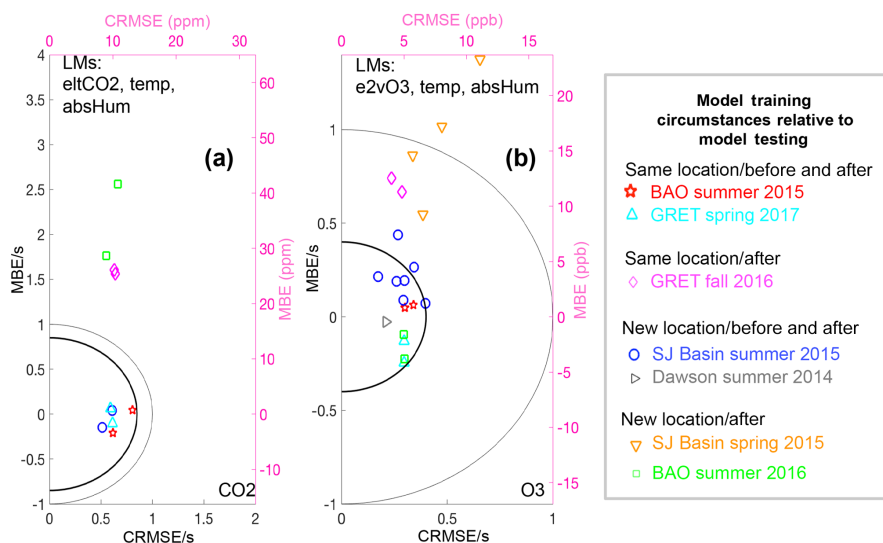 CRMSE (ppm)
0
10
20
30
4
3.5
3
2.5
2
1.5
1
0.5
0
-0.5
-1
MBE/s
LMs:
eltCO2, temp,
absHum
(a)
60
50
40
30
20
10
0
-10
MBE (ppm)
CO2
0
0.5
1
1.5
2
CRMSE/s
CRMSE (ppb)
0
5
10
15
1
0.5
0
-0.5
-1
MBE/s
LMs:
e2vO3, temp, absHum
(b)
20
15
10
5
0
-5
-10
-15
MBE (ppb)
O3
0
0.5
1
CRMSE/s
Model training
circumstances relative to
model testing
Same location/before and after
BAO summer 2015
GRET spring 2017
Same location/after
GRET fall 2016
New location/before and after
SJ Basin summer 2015
Dawson summer 2014
New location/after
SJ Basin spring 2015
BAO summer 2016